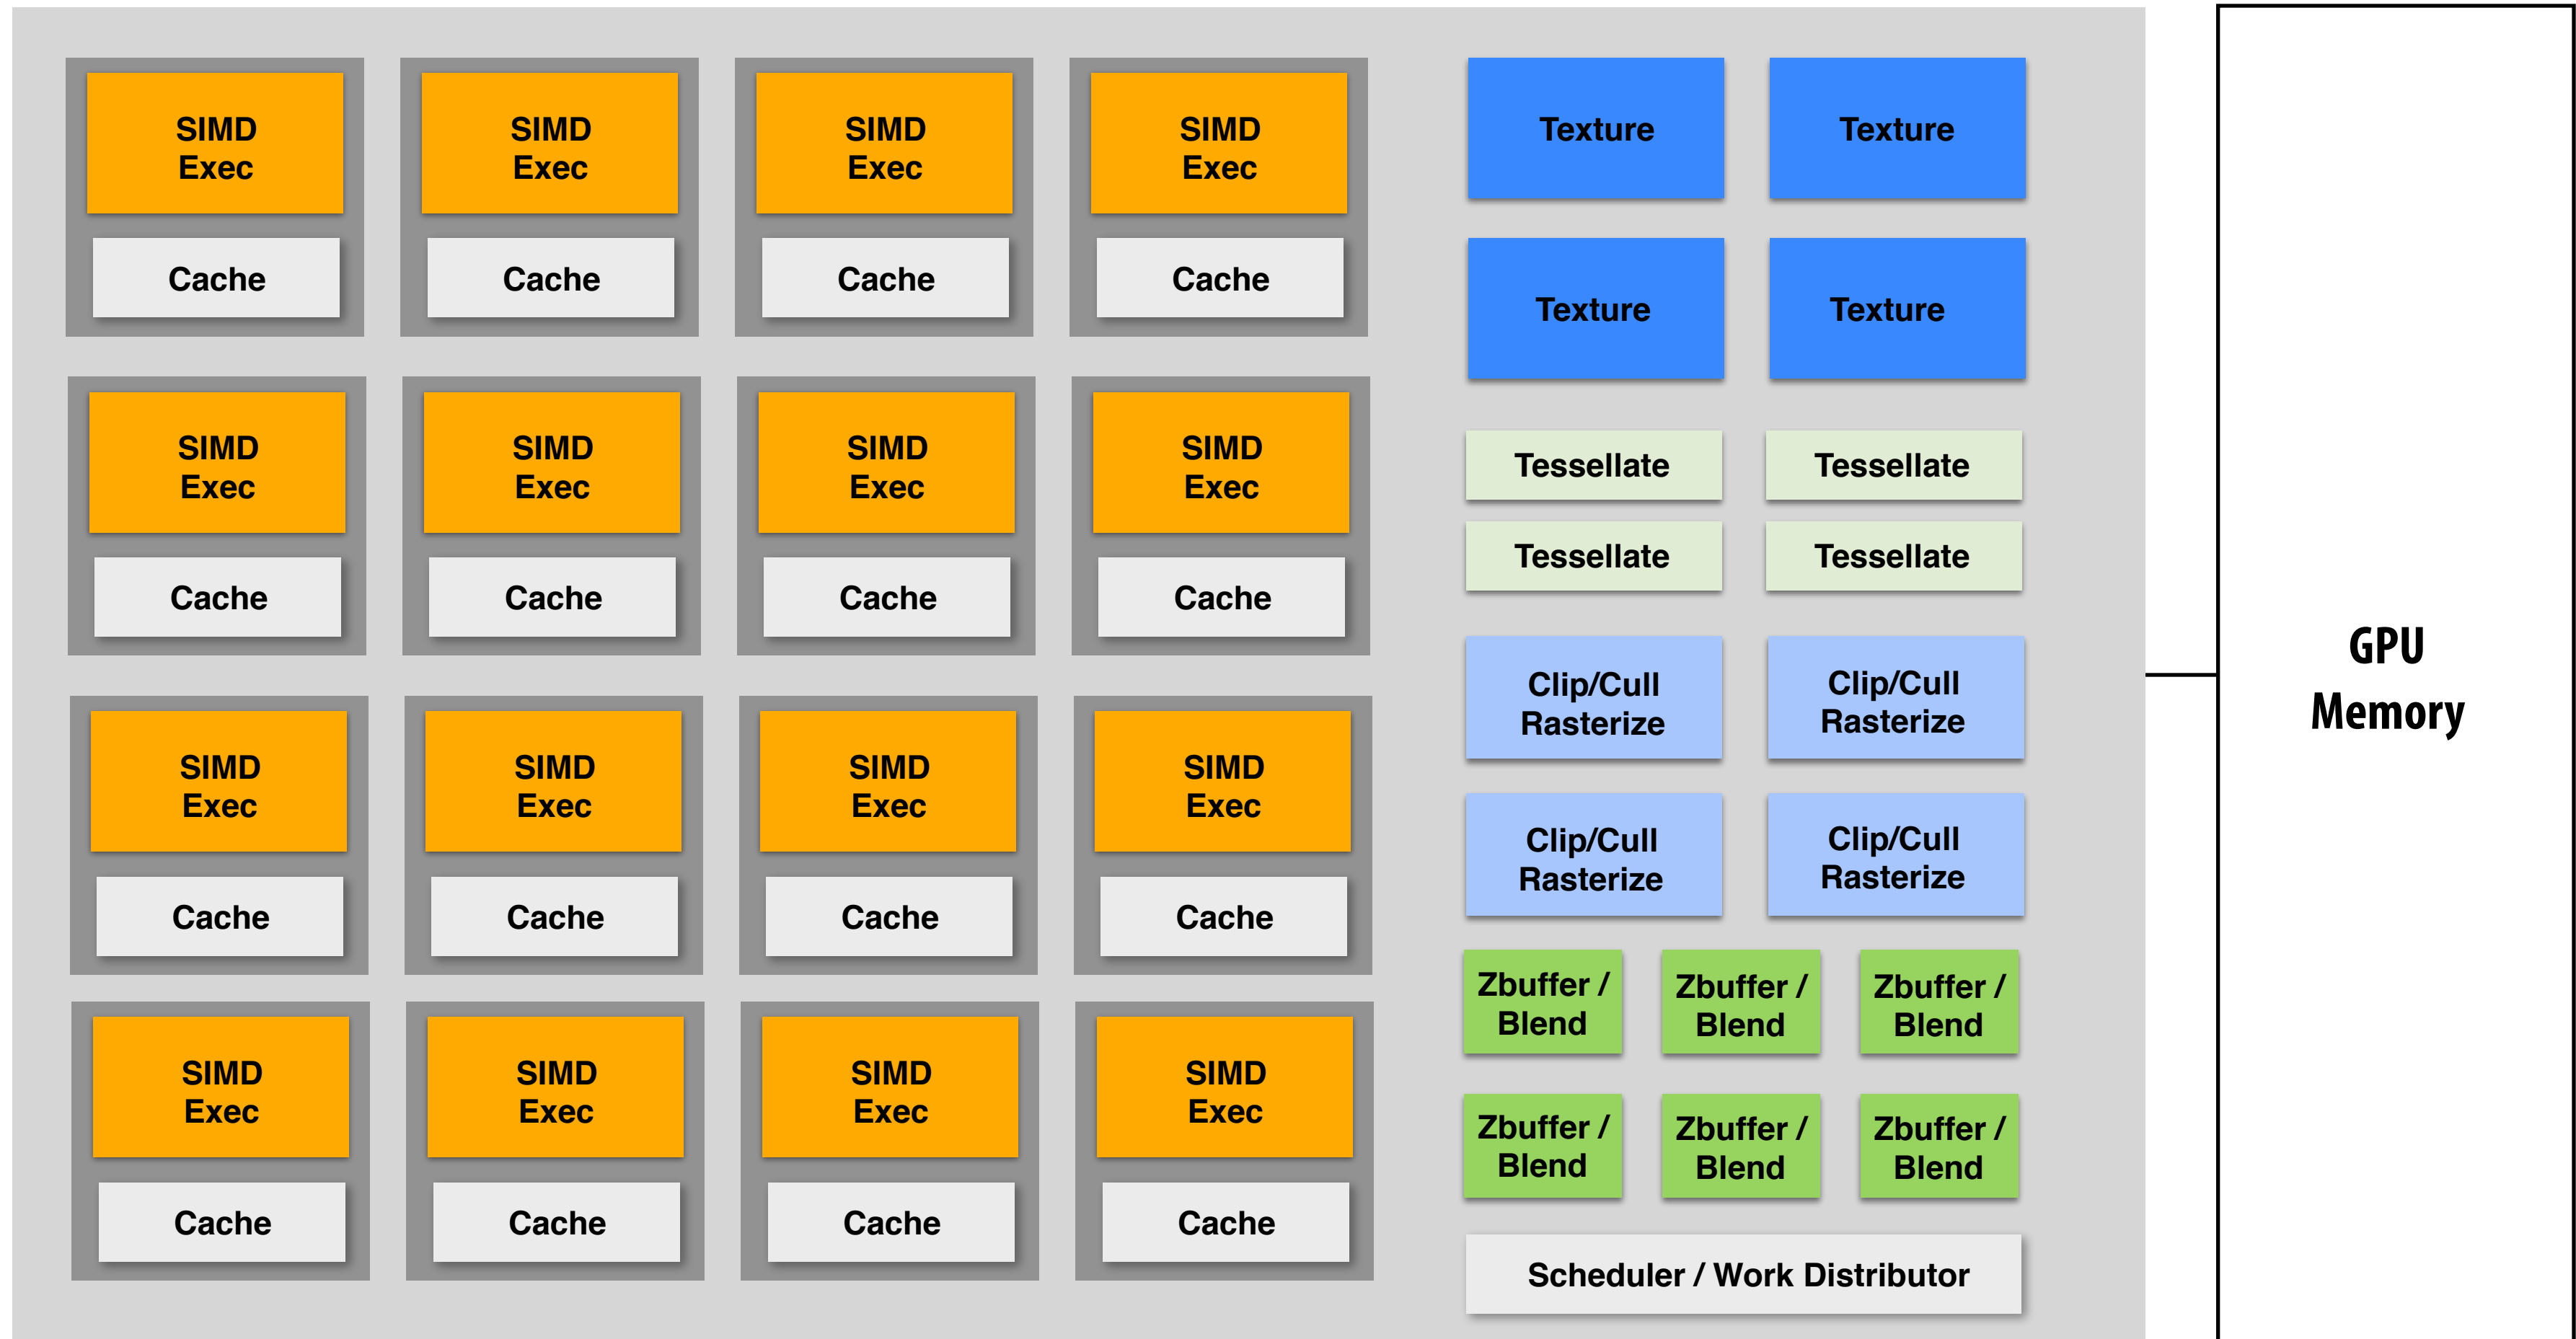 SIMD
Exec
Cache
SIMD
Exec
Cache
SIMD
Exec
Cache
SIMD
Exec
Cache
SIMD
Exec
Cache
SIMD
Exec
Cache
SIMD
Exec
Cache
SIMD
Exec
Cache
SIMD
Exec
Cache
SIMD
Exec
Cache
SIMD
Exec
Cache
SIMD
Exec
Cache
SIMD
Exec
Cache
SIMD
Exec
Cache
SIMD
Exec
Cache
SIMD
Exec
Cache
Texture
Texture
Texture
Texture
Tessellate
Tessellate
Tessellate
Tessellate
Clip/Cull
Rasterize
Clip/Cull
Rasterize
Clip/Cull
Rasterize
Clip/Cull
Rasterize
Zbuffer /
Blend
Zbuffer /
Blend
Zbuffer /
Blend
Zbuffer /
Blend
Zbuffer /
Blend
Zbuffer /
Blend
Scheduler / Work Distributor
GPU
Memory